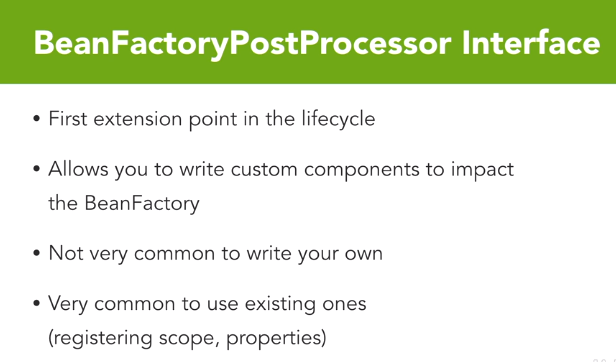 BeanFactoryPostProcessor Interface
• First extension point in the lifecycle
• Allows you to write custom components to impact
the BeanFactory
• Not very common to write your own
• Very common to use existing ones
(registering scope, properties)